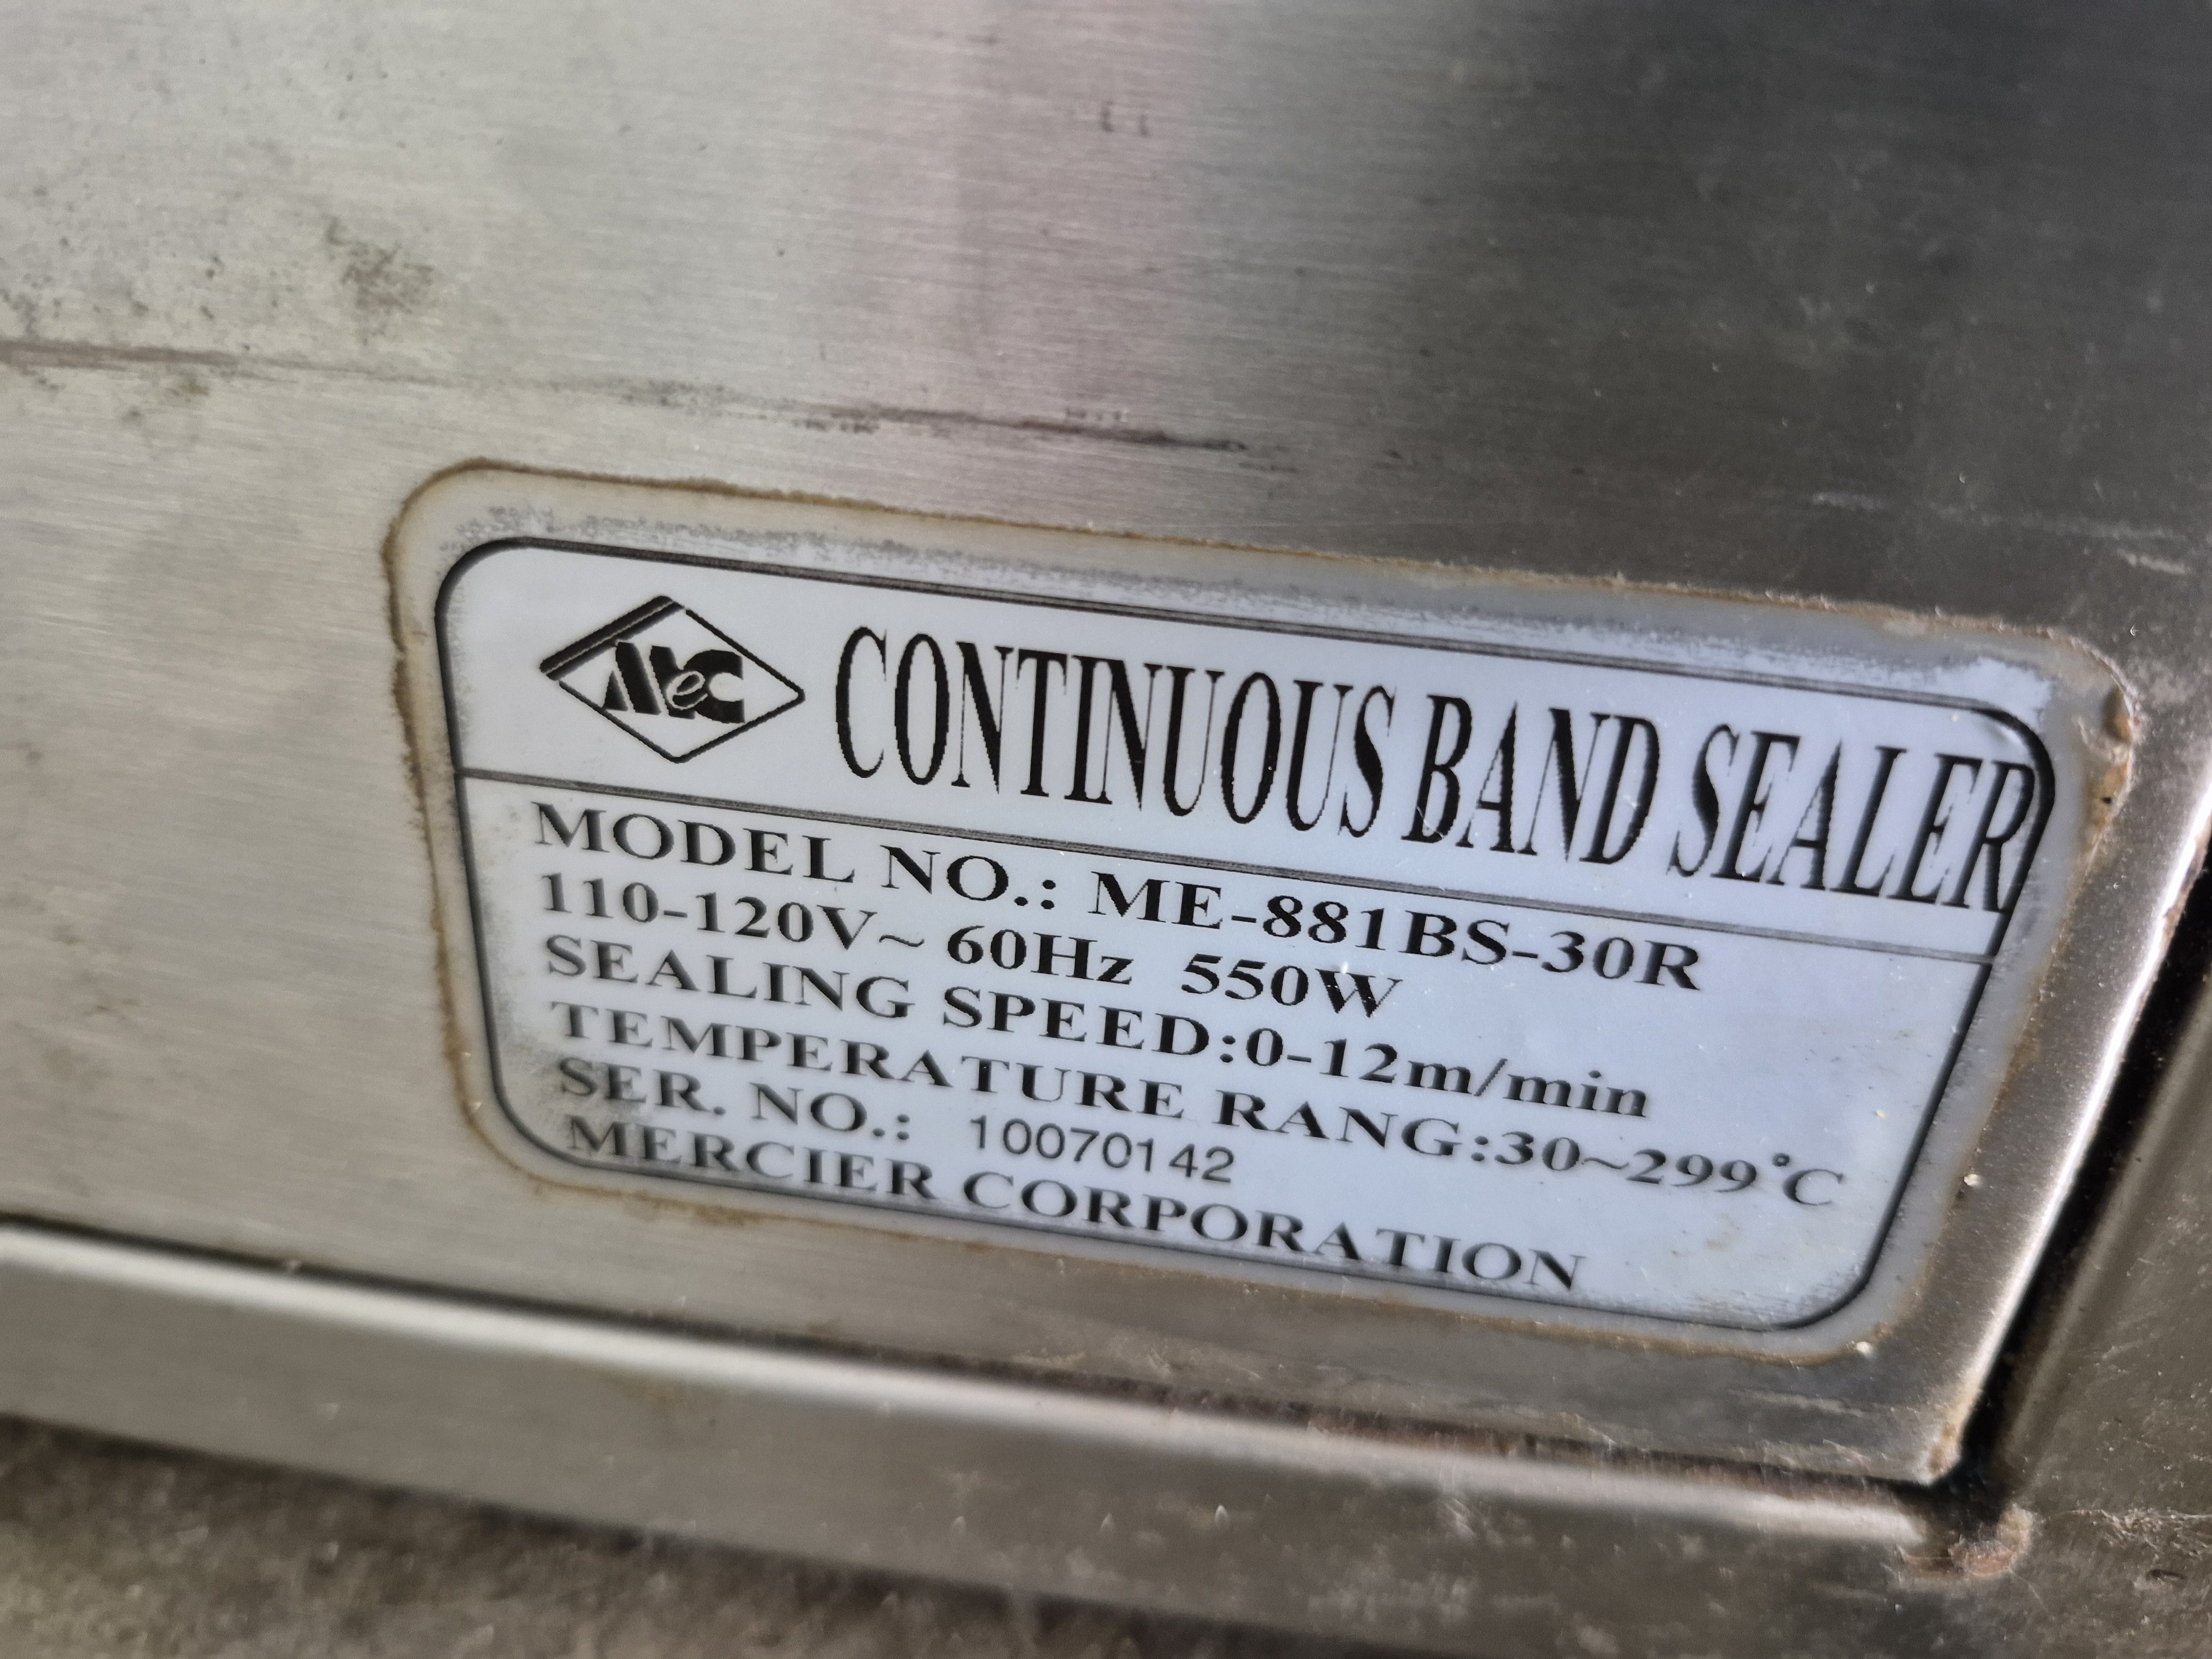 MeC CONTINUOUS BAND SEALER
MODEL NO.: ME-881BS-30R
110-120V~ 60Hz 550W
SEALING SPEED:0-12m/min
TEMPERATURE RANG:30~299°C
SER. NO.: 10070142
MERCIER CORPORATION